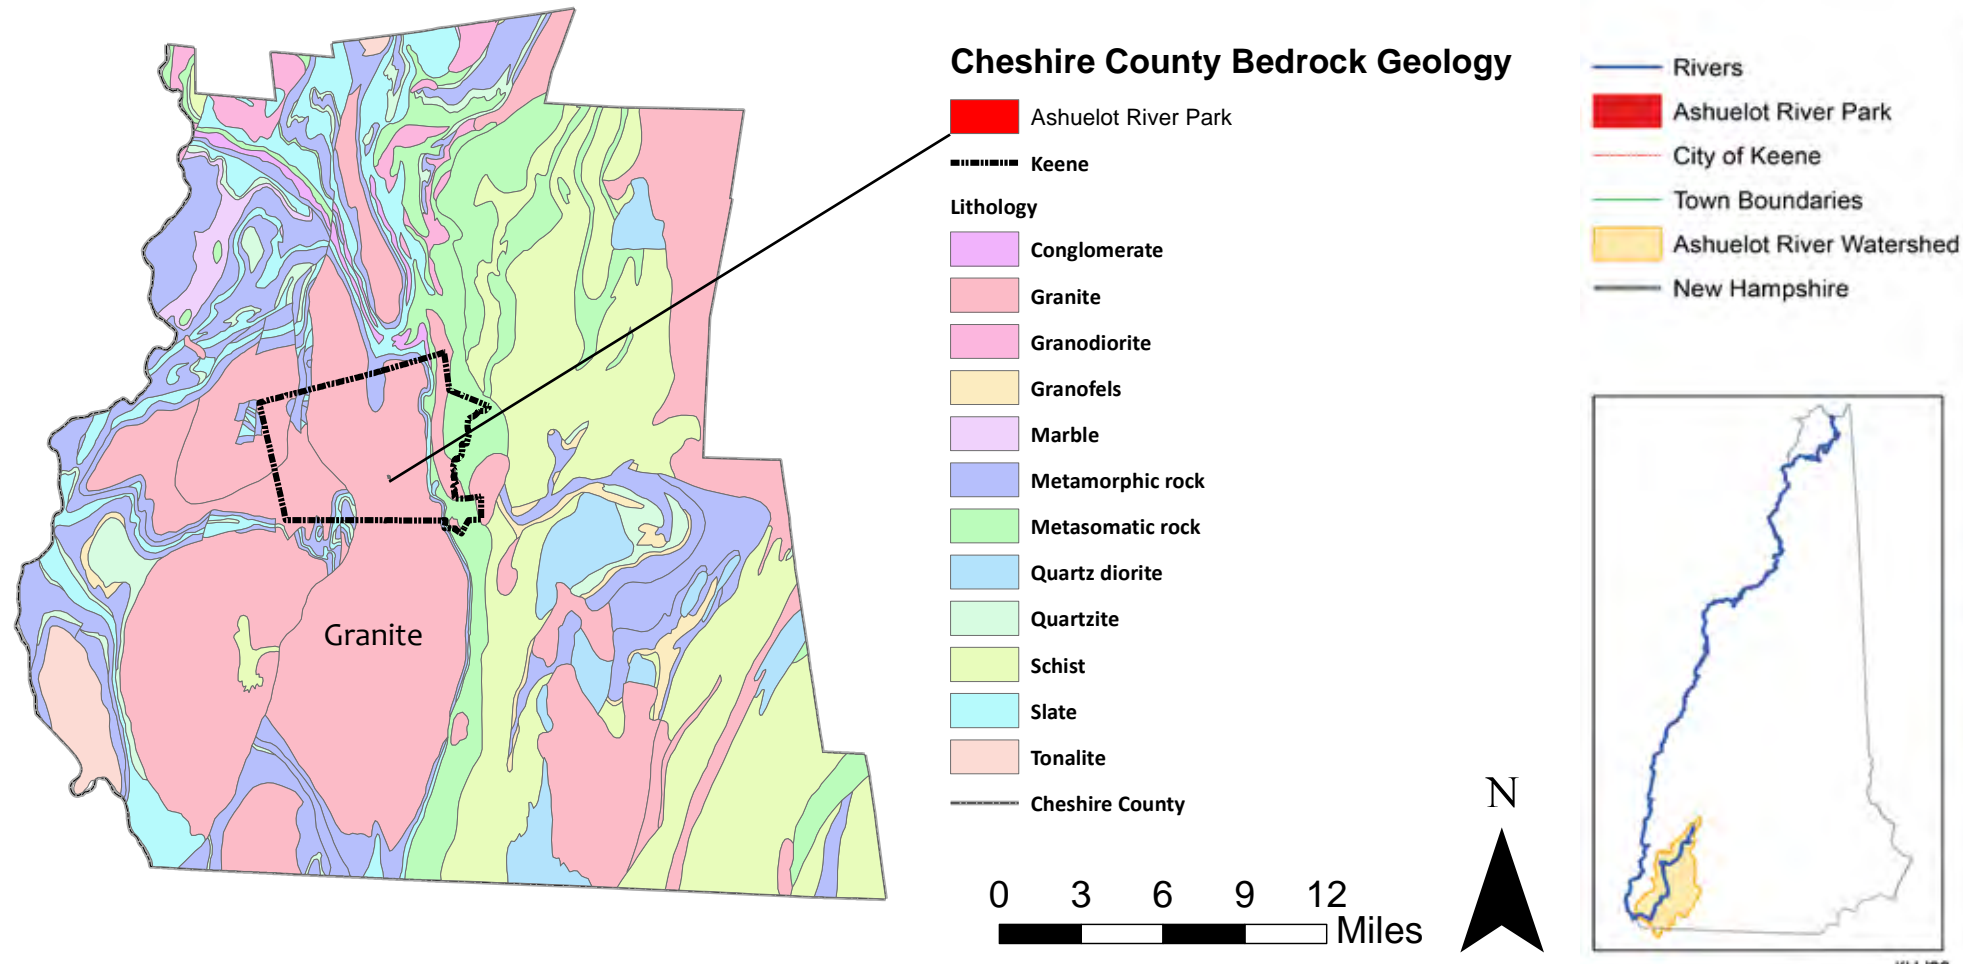 Cheshire County Bedrock Geology
Ashuelot River Park
Keene
Lithology
Conglomerate
Granite
Granodiorite
Granofels
Marble
Metamorphic rock
Metasomatic rock
Quartz diorite
Quartzite
Schist
Slate
Tonalite
Cheshire County
Granite
0 3 6 9 12
Miles
N
Rivers
Ashuelot River Park
City of Keene
Town Boundaries
Ashuelot River Watershed
New Hampshire